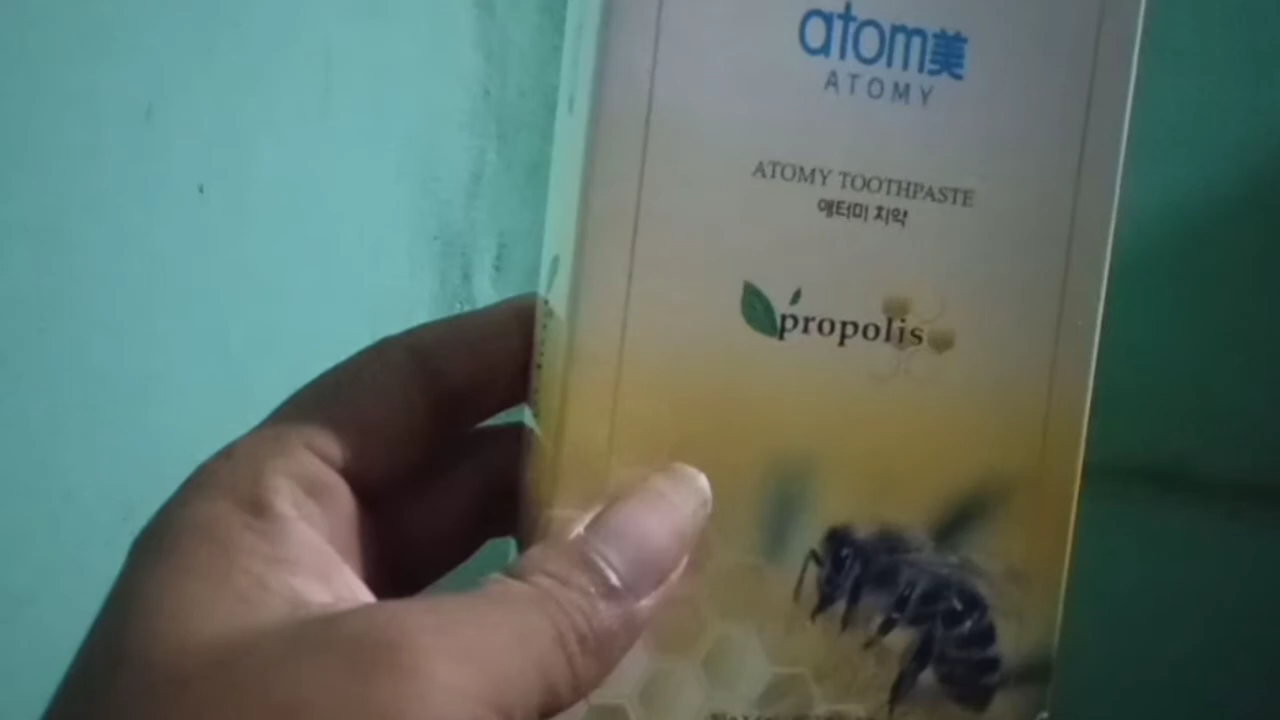 atom美
ATOMY
ATOMY TOOTHPASTE
애터미 치약
propolis